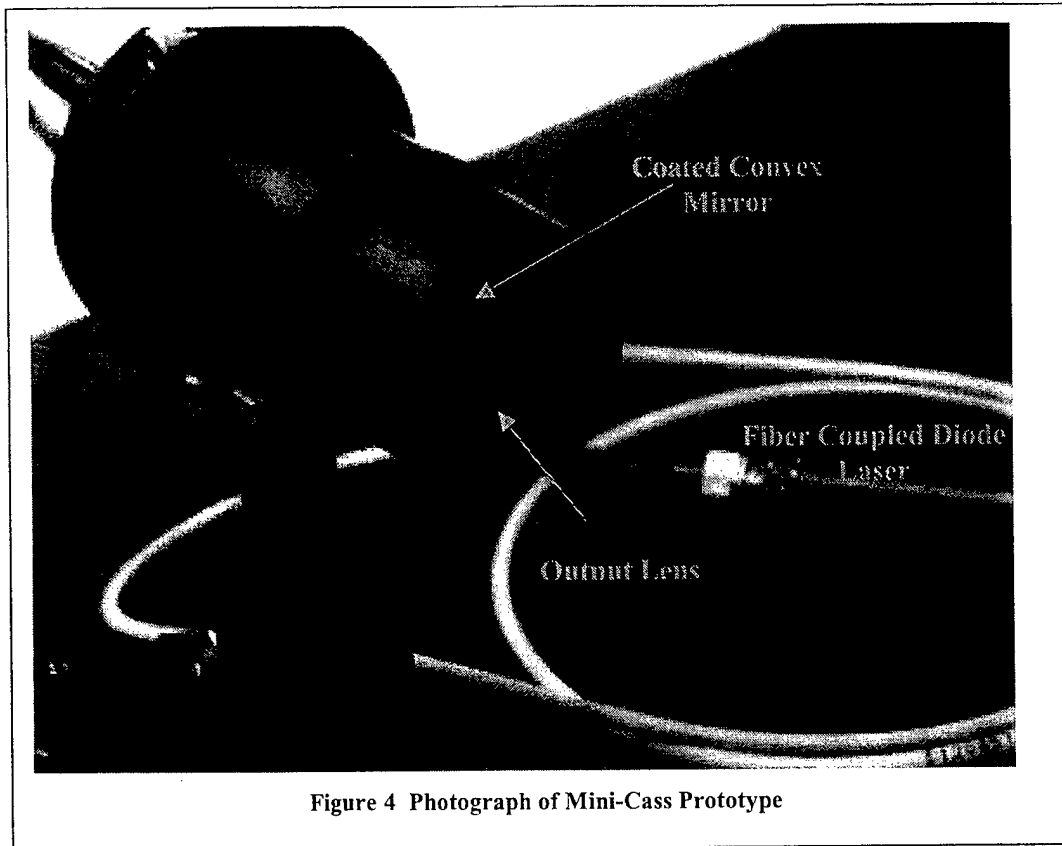 Coated Convex
Mirror
Fiber Coupled Diode
Laser
Output Lens
Figure 4 Photograph of Mini-Cass Prototype